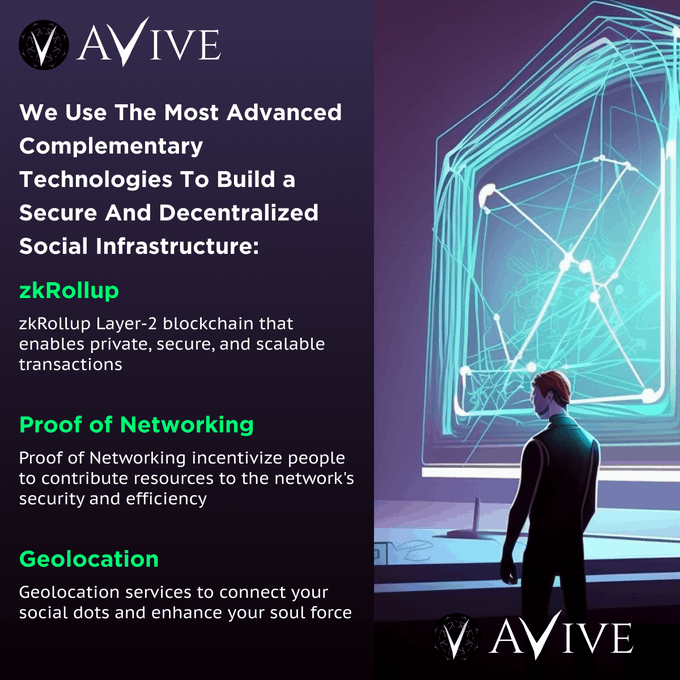 AVIVE
We Use The Most Advanced
Complementary
Technologies To Build a
Secure And Decentralized
Social Infrastructure:
zkRollup
zkRollup Layer-2 blockchain that
enables private, secure, and scalable
transactions
Proof of Networking
Proof of Networking incentivize people
to contribute resources to the network's
security and efficiency
Geolocation
Geolocation services to connect your
social dots and enhance your soul force
AVIVE